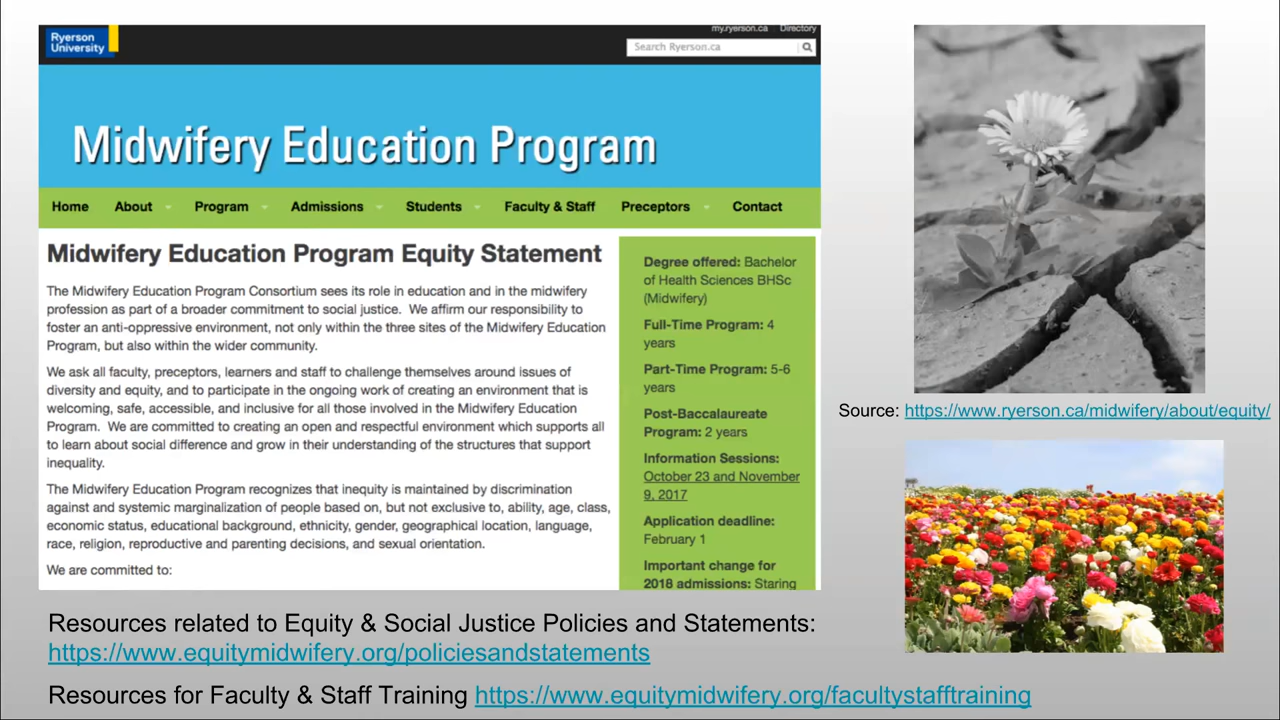 Ryerson
University
my.ryerson.ca Directory
Search Ryerson.ca
Midwifery Education Program
Home About Program Admissions Students Faculty & Staff Preceptors Contact
Midwifery Education Program Equity Statement
The Midwifery Education Program Consortium sees its role in education and in the midwifery
profession as part of a broader commitment to social justice. We affirm our responsibility to
foster an anti-oppressive environment, not only within the three sites of the Midwifery Education
Program, but also within the wider community.
We ask all faculty, preceptors, learners and staff to challenge themselves around issues of
diversity and equity, and to participate in the ongoing work of creating an environment that is
welcoming, safe, accessible, and inclusive for all those involved in the Midwifery Education
Program. We are committed to creating an open and respectful environment which supports all
to learn about social difference and grow in their understanding of the structures that support
inequality.
The Midwifery Education Program recognizes that inequity is maintained by discrimination
against and systemic marginalization of people based on, but not exclusive to, ability, age, class,
economic status, educational background, ethnicity, gender, geographical location, language,
race, religion, reproductive and parenting decisions, and sexual orientation.
We are committed to:
Degree offered: Bachelor
of Health Sciences BHSc
(Midwifery)
Full-Time Program: 4
years
Part-Time Program: 5-6
years
Post-Baccalaureate
Program: 2 years
Information Sessions:
October 23 and November
9, 2017
Application deadline:
February 1
Important change for
2018 admissions: Staring
Source: https://www.ryerson.ca/midwifery/about/equity/
Resources related to Equity & Social Justice Policies and Statements:
https://www.equitymidwifery.org/policiesandstatements
Resources for Faculty & Staff Training https://www.equitymidwifery.org/facultystafftraining